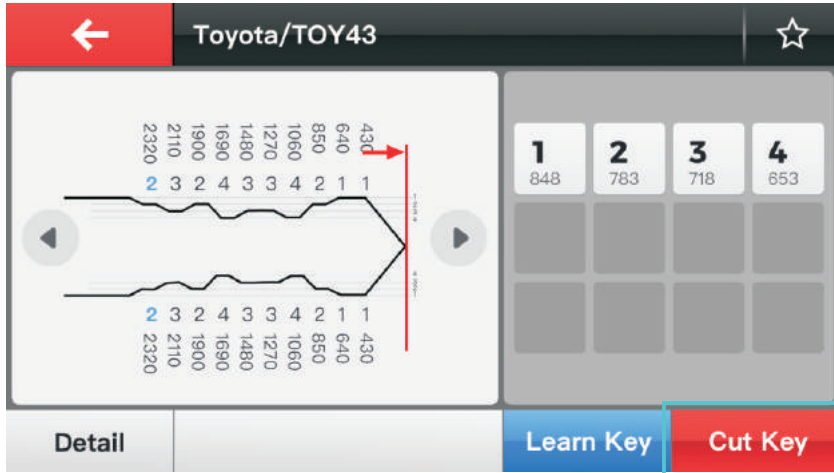 Toyota/TOY43
2320 2110 1900 1690 1480 1270 1060 850 640 430
2 3 2 4 3 3 4 2 1 1
2 3 2 4 3 3 4 2 1 1
2320 2110 1900 1690 1480 1270 1060 850 640 430
1 2 3 4
848 783 718 653
Detail
Learn Key
Cut Key